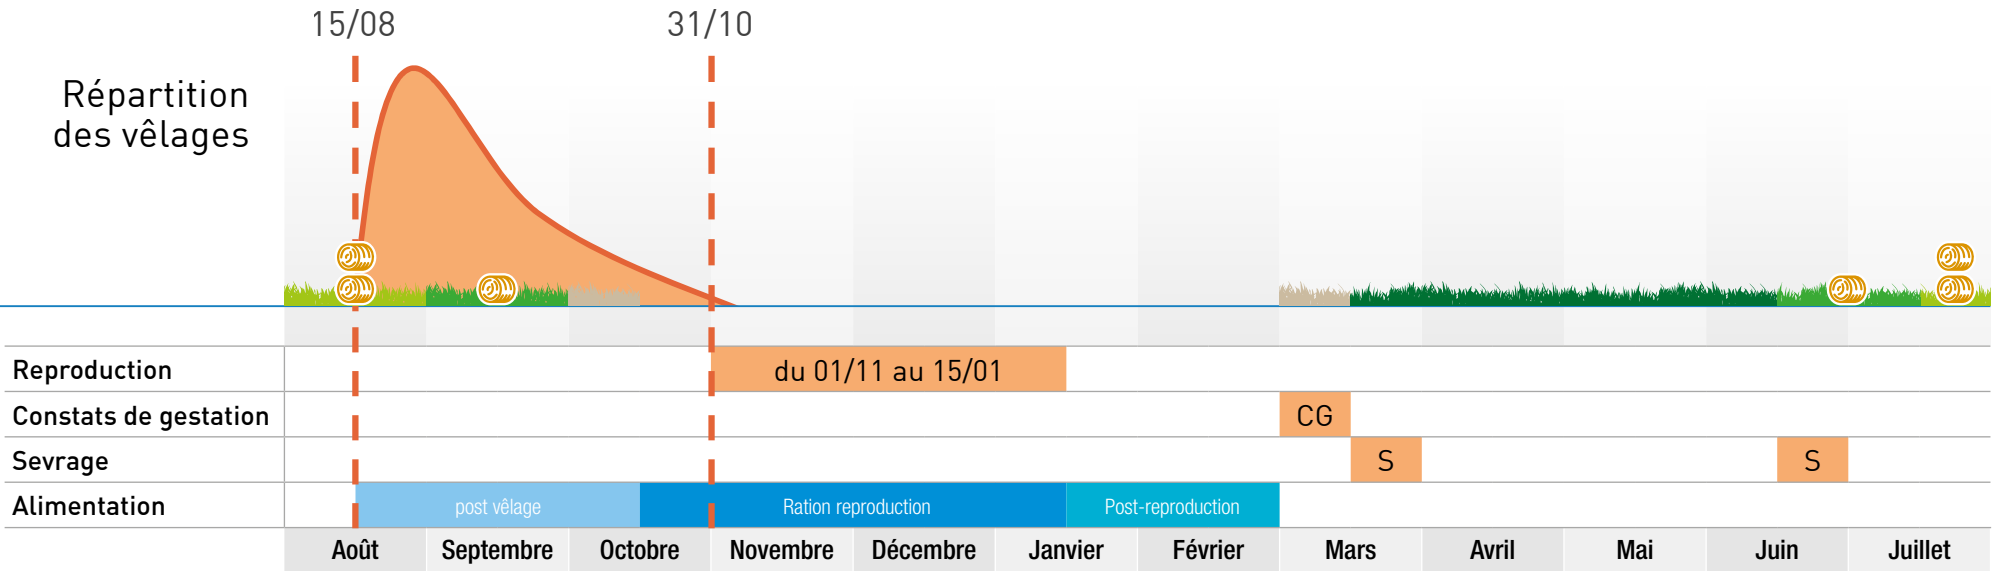 15/08
31/10
Répartition
des vêlages
Reproduction
du 01/11 au 15/01
Constats de gestation
CG
Sevrage
S
S
Alimentation
post vêlage
Ration reproduction
Post-reproduction
Août
Septembre
Octobre
Novembre
Décembre
Janvier
Février
Mars
Avril
Mai
Juin
Juillet